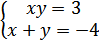 xy = 3
x + y = −4